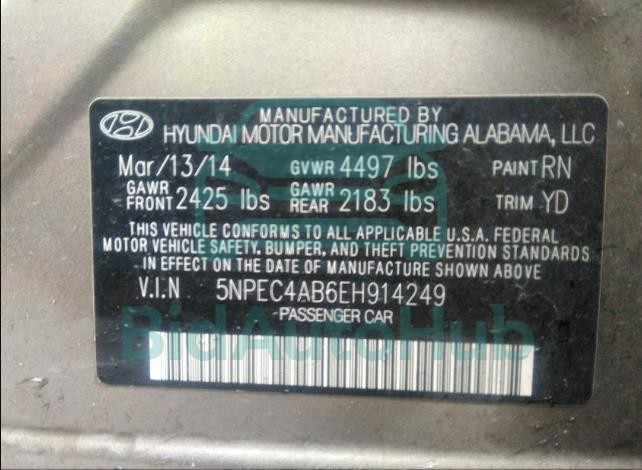 MANUFACTURED BY
HYUNDAI MOTOR MANUFACTURING ALABAMA, LLC
Mar/13/14 GVWR 4497 lbs PAINT RN
GAWR FRONT 2425 lbs GAWR REAR 2183 lbs TRIM YD
THIS VEHICLE CONFORMS TO ALL APPLICABLE U.S.A. FEDERAL
MOTOR VEHICLE SAFETY, BUMPER, AND THEFT PREVENTION STANDARDS
IN EFFECT ON THE DATE OF MANUFACTURE SHOWN ABOVE
V.I.N 5NPEC4AB6EH914249
-PASSENGER CAR
BidAutoHub